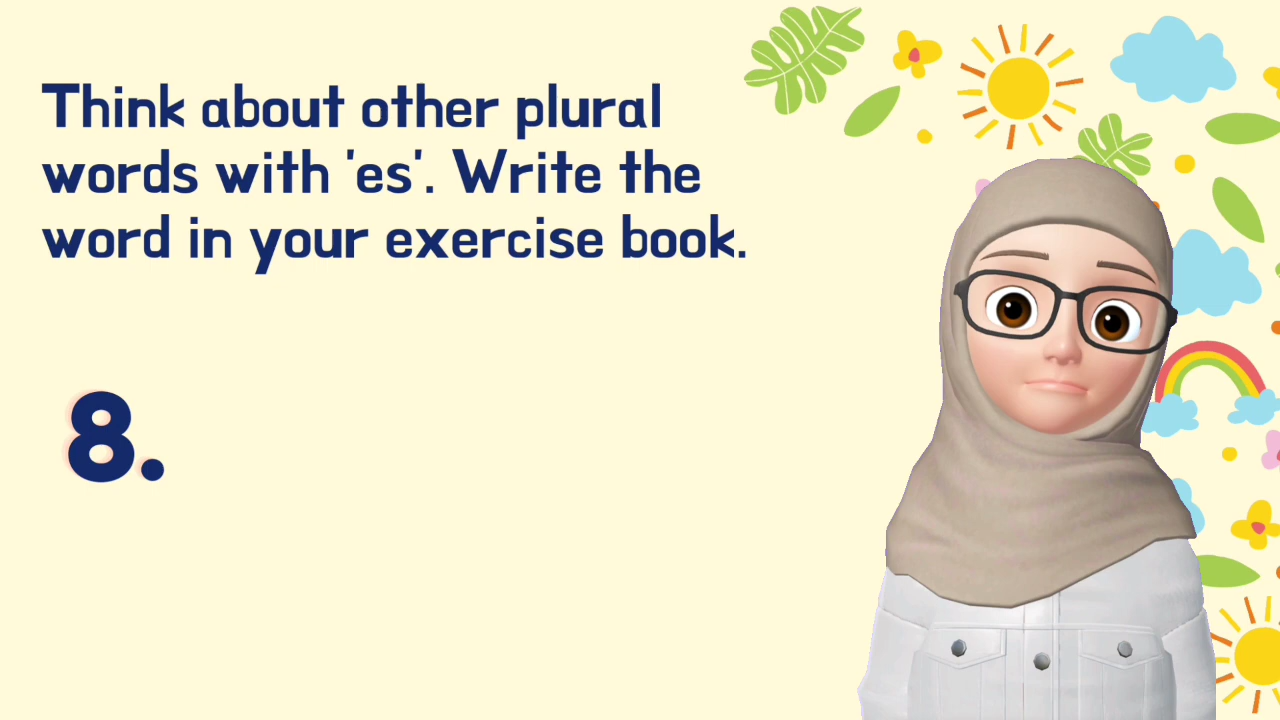 Think about other plural
words with 'es'. Write the
word in your exercise book.
8.